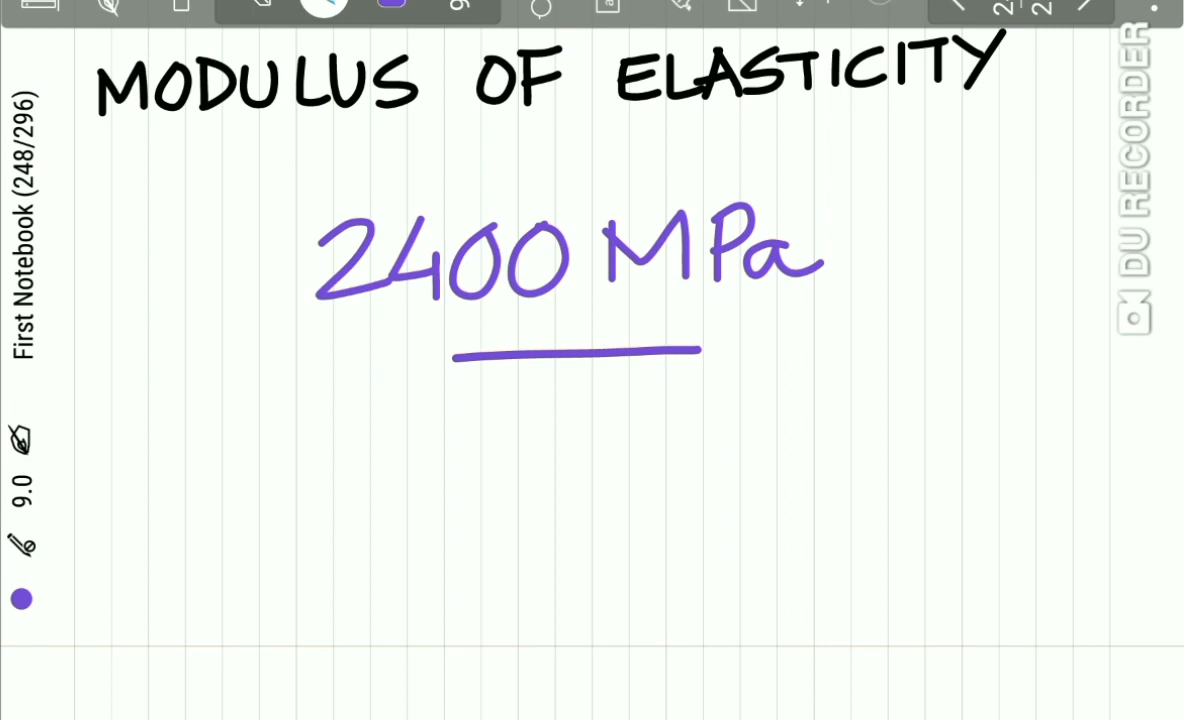 MODULUS OF ELASTICITY
2400 MPa
First Notebook (248/296)
9.0
DU RECORDER